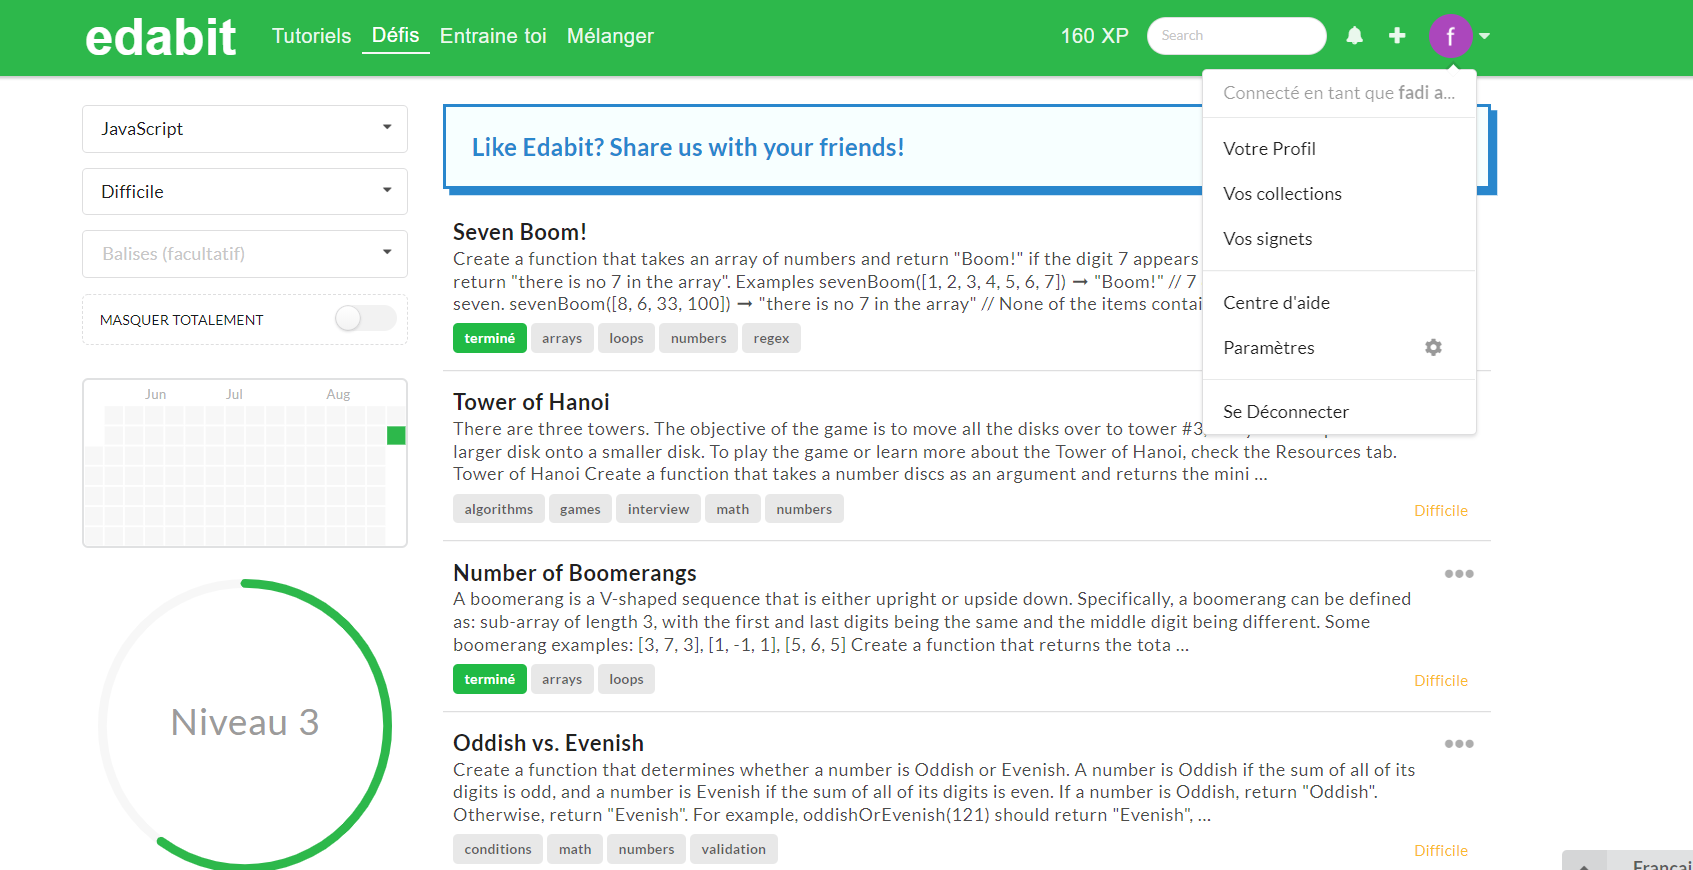 edabit
Tutoriels Défis Entraine toi Mélanger
160 XP Search f
Connecté en tant que fadi a...
Votre Profil
Vos collections
Vos signets
Centre d'aide
Paramètres
Se Déconnecter
JavaScript
Difficile
Balises (facultatif)
MASQUER TOTALEMENT
Jun Jul Aug
Niveau 3
Like Edabit? Share us with your friends!
Seven Boom!
Create a function that takes an array of numbers and return "Boom!" if the digit 7 appears
return "there is no 7 in the array". Examples sevenBoom([1, 2, 3, 4, 5, 6, 7]) ➞ "Boom!" // 7
seven. sevenBoom([8, 6, 33, 100]) ➞ "there is no 7 in the array" // None of the items contai
terminé arrays loops numbers regex
Tower of Hanoi
There are three towers. The objective of the game is to move all the disks over to tower #3,
larger disk onto a smaller disk. To play the game or learn more about the Tower of Hanoi, check the Resources tab.
Tower of Hanoi Create a function that takes a number discs as an argument and returns the mini ...
algorithms games interview math numbers
Difficile
Number of Boomerangs
A boomerang is a V-shaped sequence that is either upright or upside down. Specifically, a boomerang can be defined
as: sub-array of length 3, with the first and last digits being the same and the middle digit being different. Some
boomerang examples: [3, 7, 3], [1, -1, 1], [5, 6, 5] Create a function that returns the tota ...
terminé arrays loops
Difficile
Oddish vs. Evenish
Create a function that determines whether a number is Oddish or Evenish. A number is Oddish if the sum of all of its
digits is odd, and a number is Evenish if the sum of all of its digits is even. If a number is Oddish, return "Oddish".
Otherwise, return "Evenish". For example, oddishOrEvenish(121) should return "Evenish", ...
conditions math numbers validation
Difficile
Françai